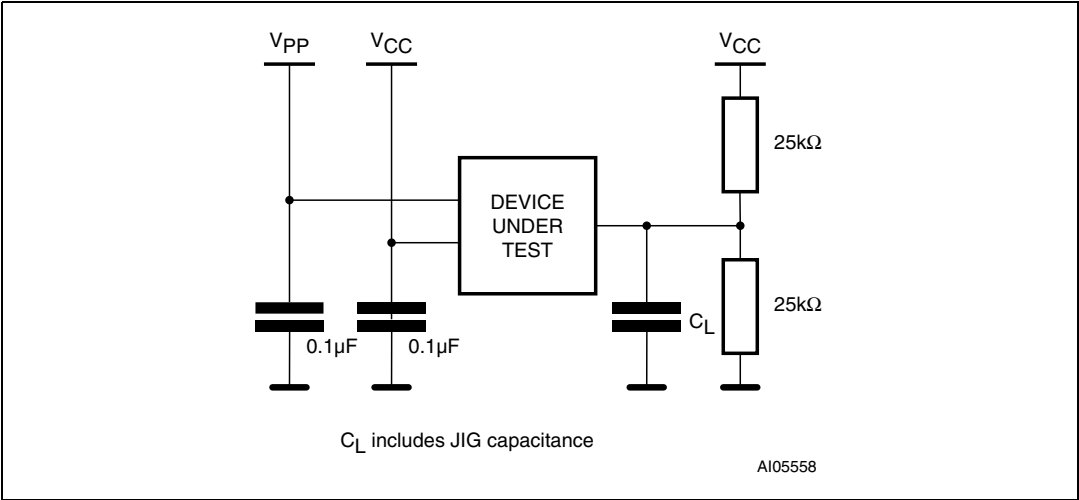 VPP
VCC
VCC
25kΩ
DEVICE
UNDER
TEST
25kΩ
CL
0.1µF
0.1µF
CL includes JIG capacitance
AI05558